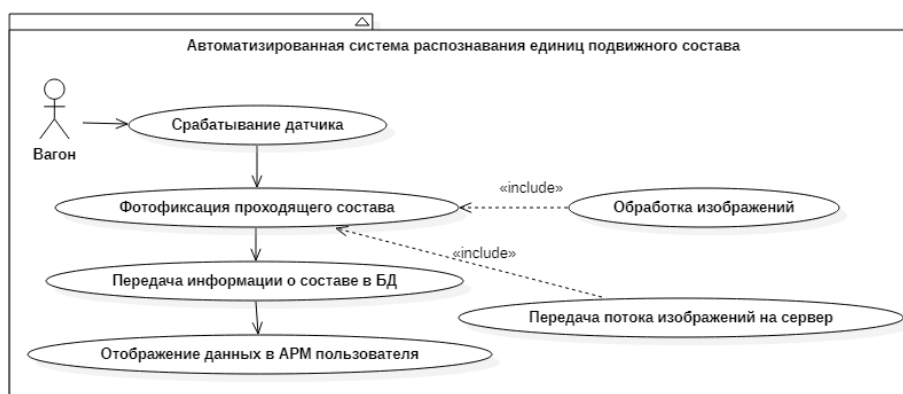 Автоматизированная система распознавания единиц подвижного состава
Вагон
Срабатывание датчика
Фотофиксация проходящего состава
«include»
Обработка изображений
«include»
Передача информации о составе в БД
Передача потока изображений на сервер
Отображение данных в АРМ пользователя